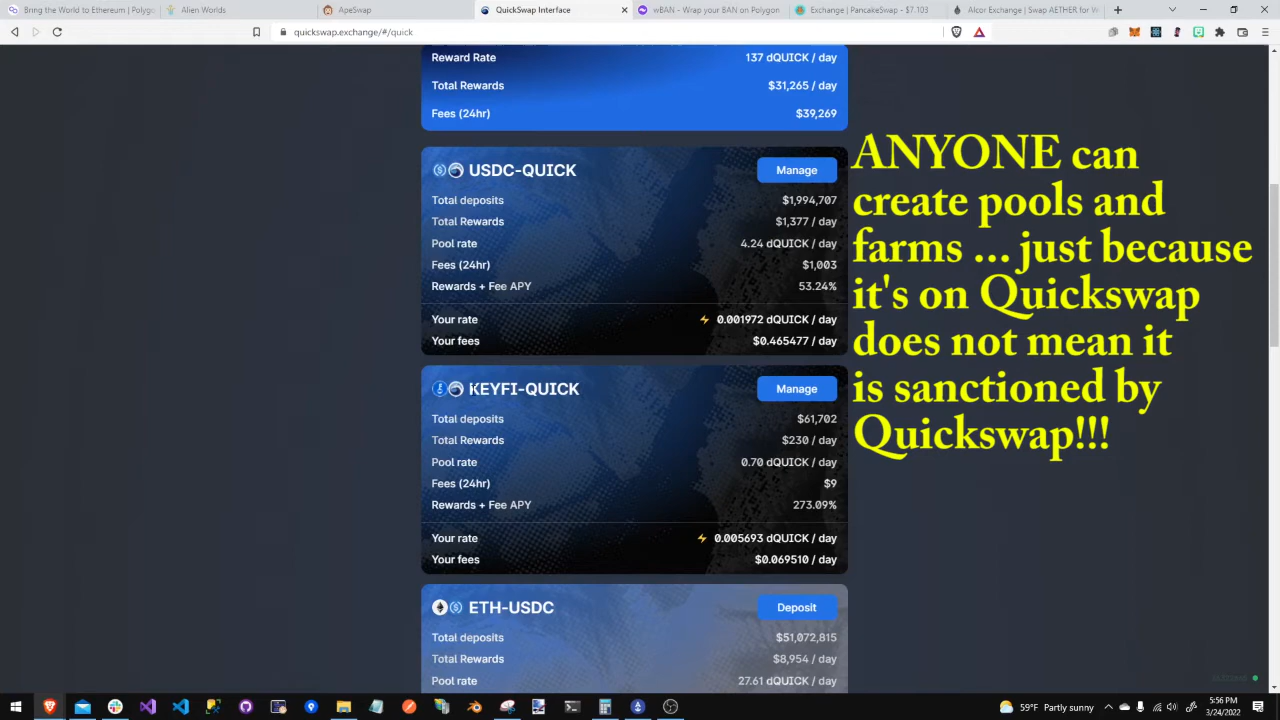 Bring the World to Ethereum | Polygo
Alien Worlds
ApeSwap
QuickSwap Interface
wBAN - Wrap your BAN on Polygon
Exchange | PancakeSwap - $7.103
Alcor Exchange | Swap AETHER for W
quickswap.exchange/#/quick
Reward Rate 137 dQUICK / day
Total Rewards $31,265 / day
Fees (24hr) $39,269
USDC-QUICK Manage
Total deposits $1,994,707
Total Rewards $1,377 / day
Pool rate 4.24 dQUICK / day
Fees (24hr) $1,003
Rewards + Fee APY 53.24%
Your rate 0.001972 dQUICK / day
Your fees $0.465477 / day
KEYFI-QUICK Manage
Total deposits $61,702
Total Rewards $230 / day
Pool rate 0.70 dQUICK / day
Fees (24hr) $9
Rewards + Fee APY 273.09%
Your rate 0.005693 dQUICK / day
Your fees $0.069510 / day
ETH-USDC Deposit
Total deposits $51,072,815
Total Rewards $8,954 / day
Pool rate 27.61 dQUICK / day
ANYONE can
create pools and
farms ... just because
it's on Quickswap
does not mean it
is sanctioned by
Quickswap!!!
59°F Partly sunny
5:56 PM
3/24/2022